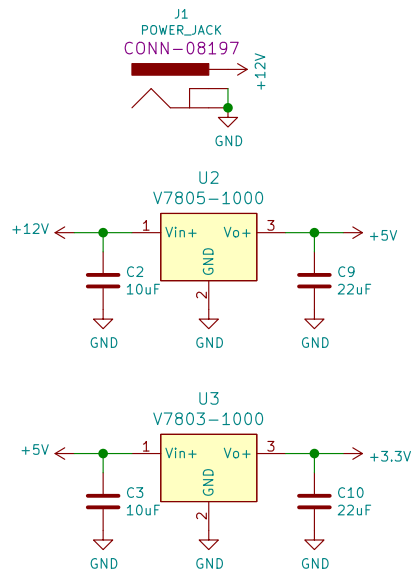 J1
POWER_JACK
CONN-08197
+12V
GND
U2
V7805-1000
+12V
1
Vin+
Vo+
3
+5V
GND
2
C2
10uF
C9
22uF
GND
GND
GND
U3
V7803-1000
+5V
1
Vin+
Vo+
3
+3.3V
GND
2
C3
10uF
C10
22uF
GND
GND
GND